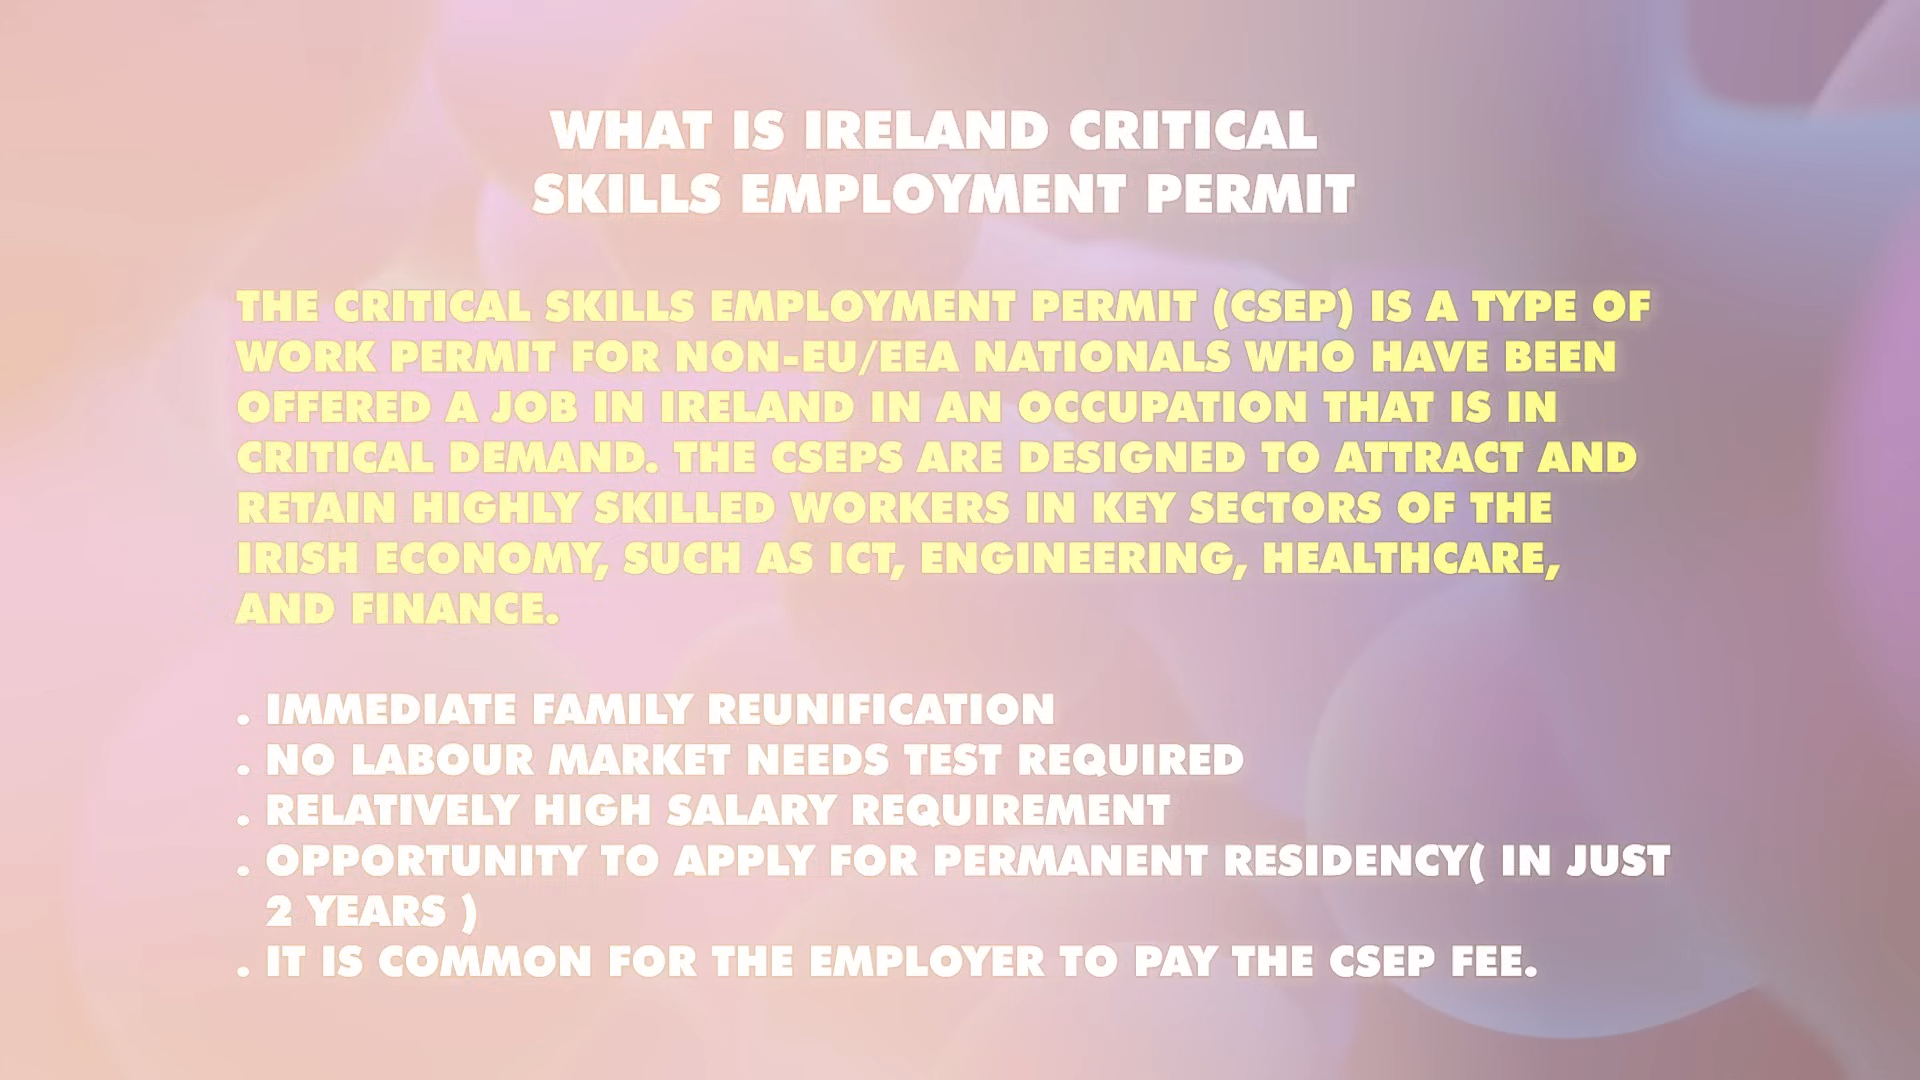 WHAT IS IRELAND CRITICAL
SKILLS EMPLOYMENT PERMIT
THE CRITICAL SKILLS EMPLOYMENT PERMIT (CSEP) IS A TYPE OF
WORK PERMIT FOR NON-EU/EEA NATIONALS WHO HAVE BEEN
OFFERED A JOB IN IRELAND IN AN OCCUPATION THAT IS IN
CRITICAL DEMAND. THE CSEPS ARE DESIGNED TO ATTRACT AND
RETAIN HIGHLY SKILLED WORKERS IN KEY SECTORS OF THE
IRISH ECONOMY, SUCH AS ICT, ENGINEERING, HEALTHCARE,
AND FINANCE.
. IMMEDIATE FAMILY REUNIFICATION
. NO LABOUR MARKET NEEDS TEST REQUIRED
. RELATIVELY HIGH SALARY REQUIREMENT
. OPPORTUNITY TO APPLY FOR PERMANENT RESIDENCY( IN JUST
2 YEARS )
. IT IS COMMON FOR THE EMPLOYER TO PAY THE CSEP FEE.